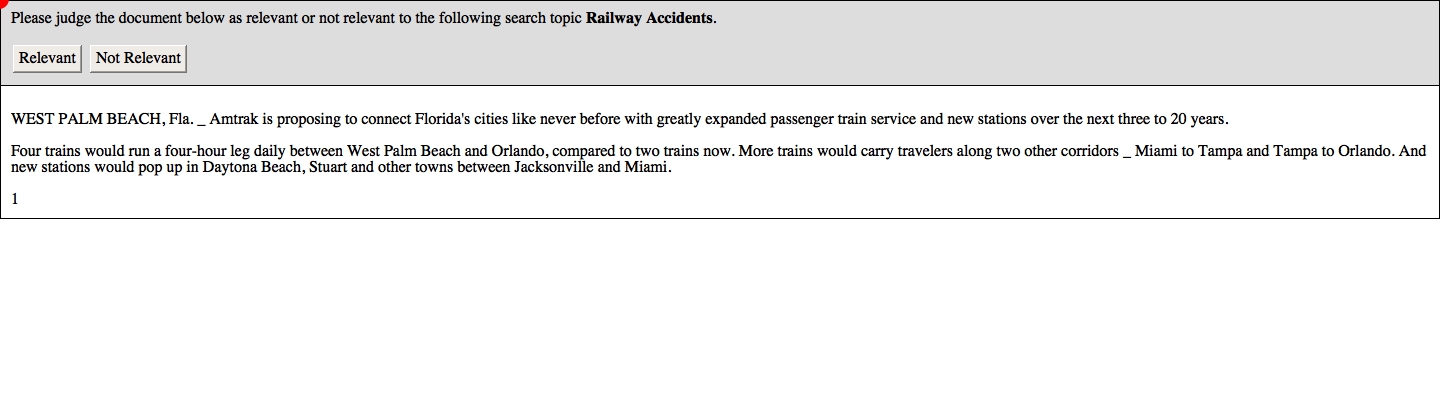 Please judge the document below as relevant or not relevant to the following search topic Railway Accidents.
Relevant Not Relevant
WEST PALM BEACH, Fla. _ Amtrak is proposing to connect Florida's cities like never before with greatly expanded passenger train service and new stations over the next three to 20 years.
Four trains would run a four-hour leg daily between West Palm Beach and Orlando, compared to two trains now. More trains would carry travelers along two other corridors _ Miami to Tampa and Tampa to Orlando. And
new stations would pop up in Daytona Beach, Stuart and other towns between Jacksonville and Miami.
1